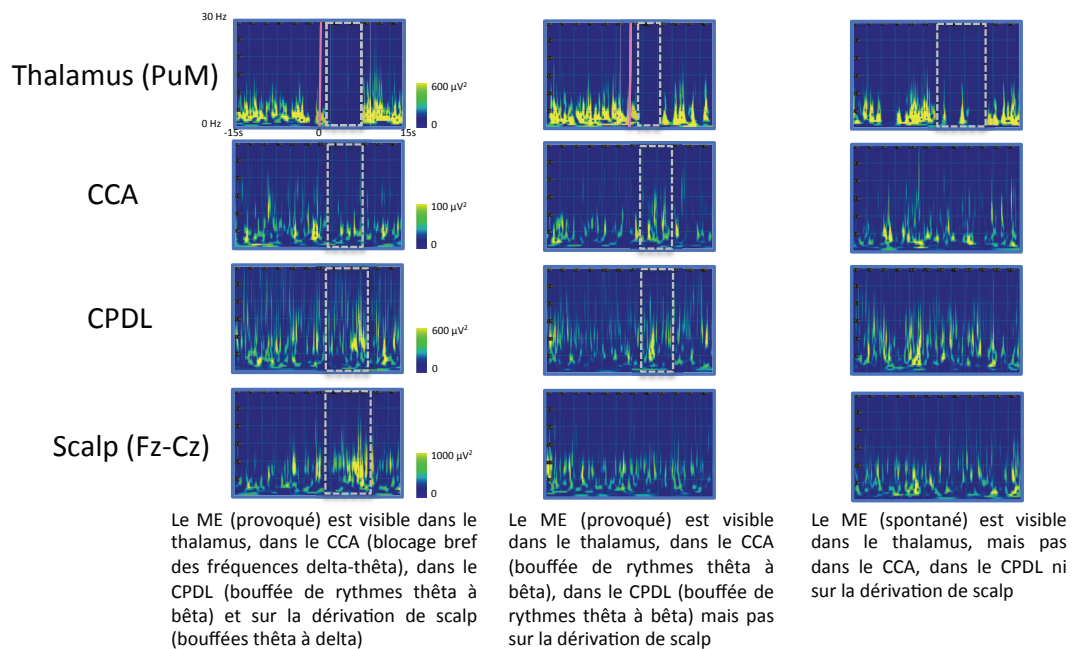 30 Hz
Thalamus (PuM)
600 µV²
0
0 Hz
-15s
0
15s
CCA
100 µV²
0
CPDL
600 µV²
0
Scalp (Fz-Cz)
1000 µV²
0
Le ME (provoqué) est visible dans le
thalamus, dans le CCA (blocage bref
des fréquences delta-thêta), dans le
CPDL (bouffée de rythmes thêta à
bêta) et sur la dérivation de scalp
(bouffées thêta à delta)
Le ME (provoqué) est visible
dans le thalamus, dans le CCA
(bouffée de rythmes thêta à
bêta), dans le CPDL (bouffée de
rythmes thêta à bêta) mais pas
sur la dérivation de scalp
Le ME (spontané) est visible
dans le thalamus, mais pas
dans le CCA, dans le CPDL ni
sur la dérivation de scalp